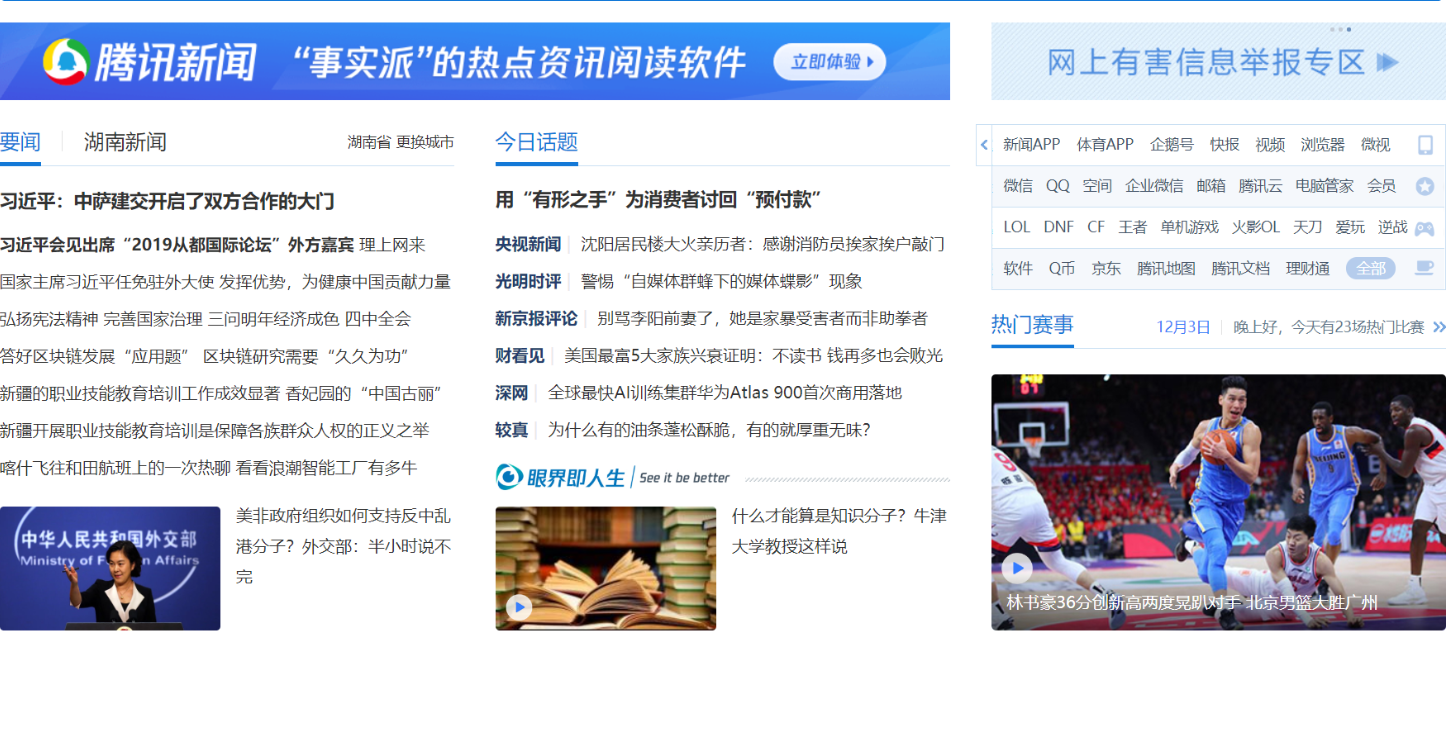 腾讯新闻 “事实派”的热点资讯阅读软件 立即体验
网上有害信息举报专区
要闻 湖南新闻 湖南省 更换城市
习近平：中萨建交开启了双方合作的大门
习近平会见出席“2019从都国际论坛”外方嘉宾 理上网来
国家主席习近平任免驻外大使 发挥优势，为健康中国贡献力量
弘扬宪法精神 完善国家治理 三问明年经济成色 四中全会
答好区块链发展“应用题” 区块链研究需要“久久为功”
新疆的职业技能教育培训工作成效显著 香妃园的“中国古丽”
新疆开展职业技能教育培训是保障各族群众人权的正义之举
喀什飞往和田航班上的一次热聊 看看浪潮智能工厂有多牛
中华人民共和国外交部
Ministry of Foreign Affairs
美非政府组织如何支持反中乱
港分子？外交部：半小时说不
完
今日话题
用“有形之手”为消费者讨回“预付款”
央视新闻 沈阳居民楼大火亲历者：感谢消防员挨家挨户敲门
光明时评 警惕“自媒体群蜂下的媒体蝶影”现象
新京报评论 别骂李阳前妻了，她是家暴受害者而非助拳者
财看见 美国最富5大家族兴衰证明：不读书 钱再多也会败光
深网 全球最快AI训练集群华为Atlas 900首次商用落地
较真 为什么有的油条蓬松酥脆，有的就厚重无味？
眼界即人生 See it be better
什么才能算是知识分子？牛津
大学教授这样说
新闻APP 体育APP 企鹅号 快报 视频 浏览器 微视
微信 QQ 空间 企业微信 邮箱 腾讯云 电脑管家 会员
LOL DNF CF 王者 单机游戏 火影OL 天刀 爱玩 逆战
软件 Q币 京东 腾讯地图 腾讯文档 理财通 全部
热门赛事 12月3日 晚上好，今天有23场热门比赛
BEIJING
林书豪36分创新高两度晃趴对手 北京男篮大胜广州